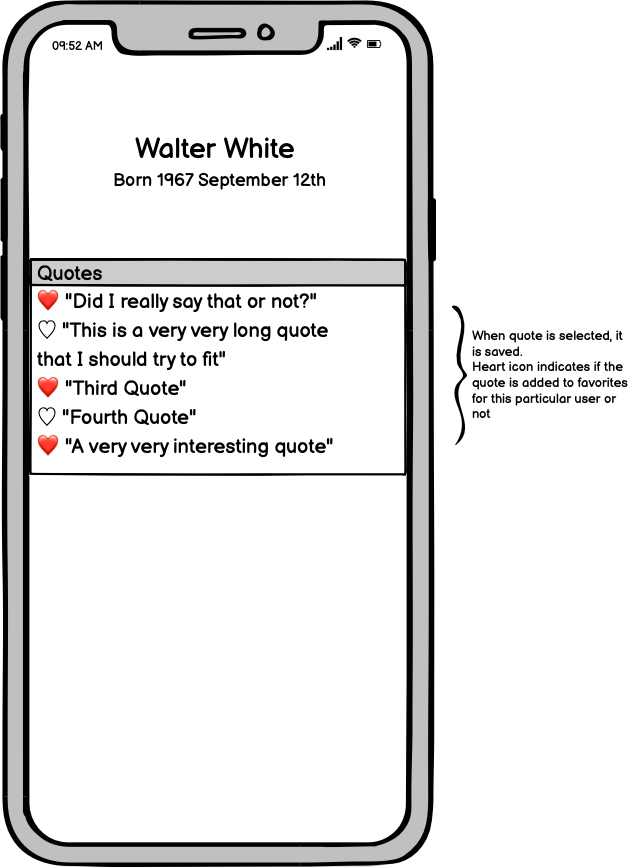 09:52 AM
Walter White
Born 1967 September 12th
Quotes
❤️ "Did I really say that or not?"
♡ "This is a very very long quote
that I should try to fit"
❤️ "Third Quote"
♡ "Fourth Quote"
❤️ "A very very interesting quote"
When quote is selected, it
is saved.
Heart icon indicates if the
quote is added to favorites
for this particular user or
not